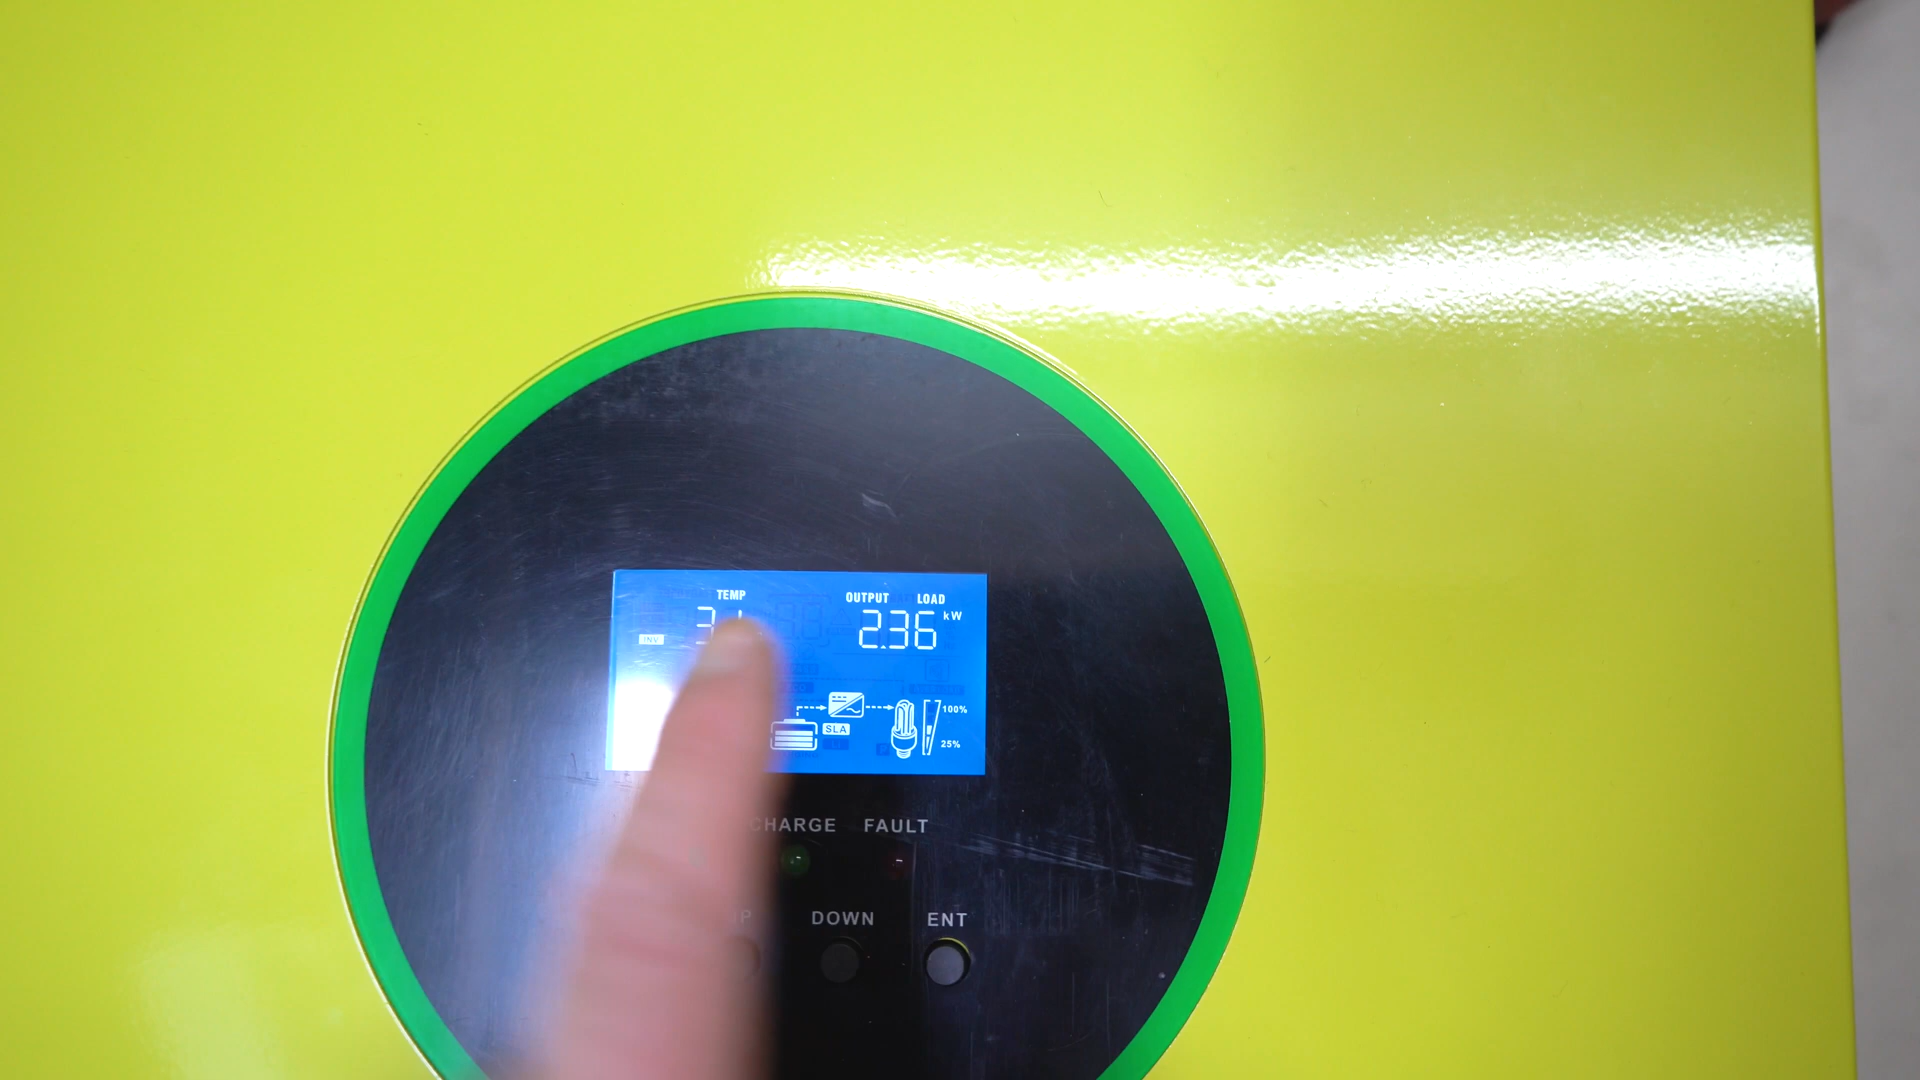 TEMP OUTPUT LOAD
INV 2.36 kW
100%
SLA
25%
CHARGE FAULT
DOWN ENT